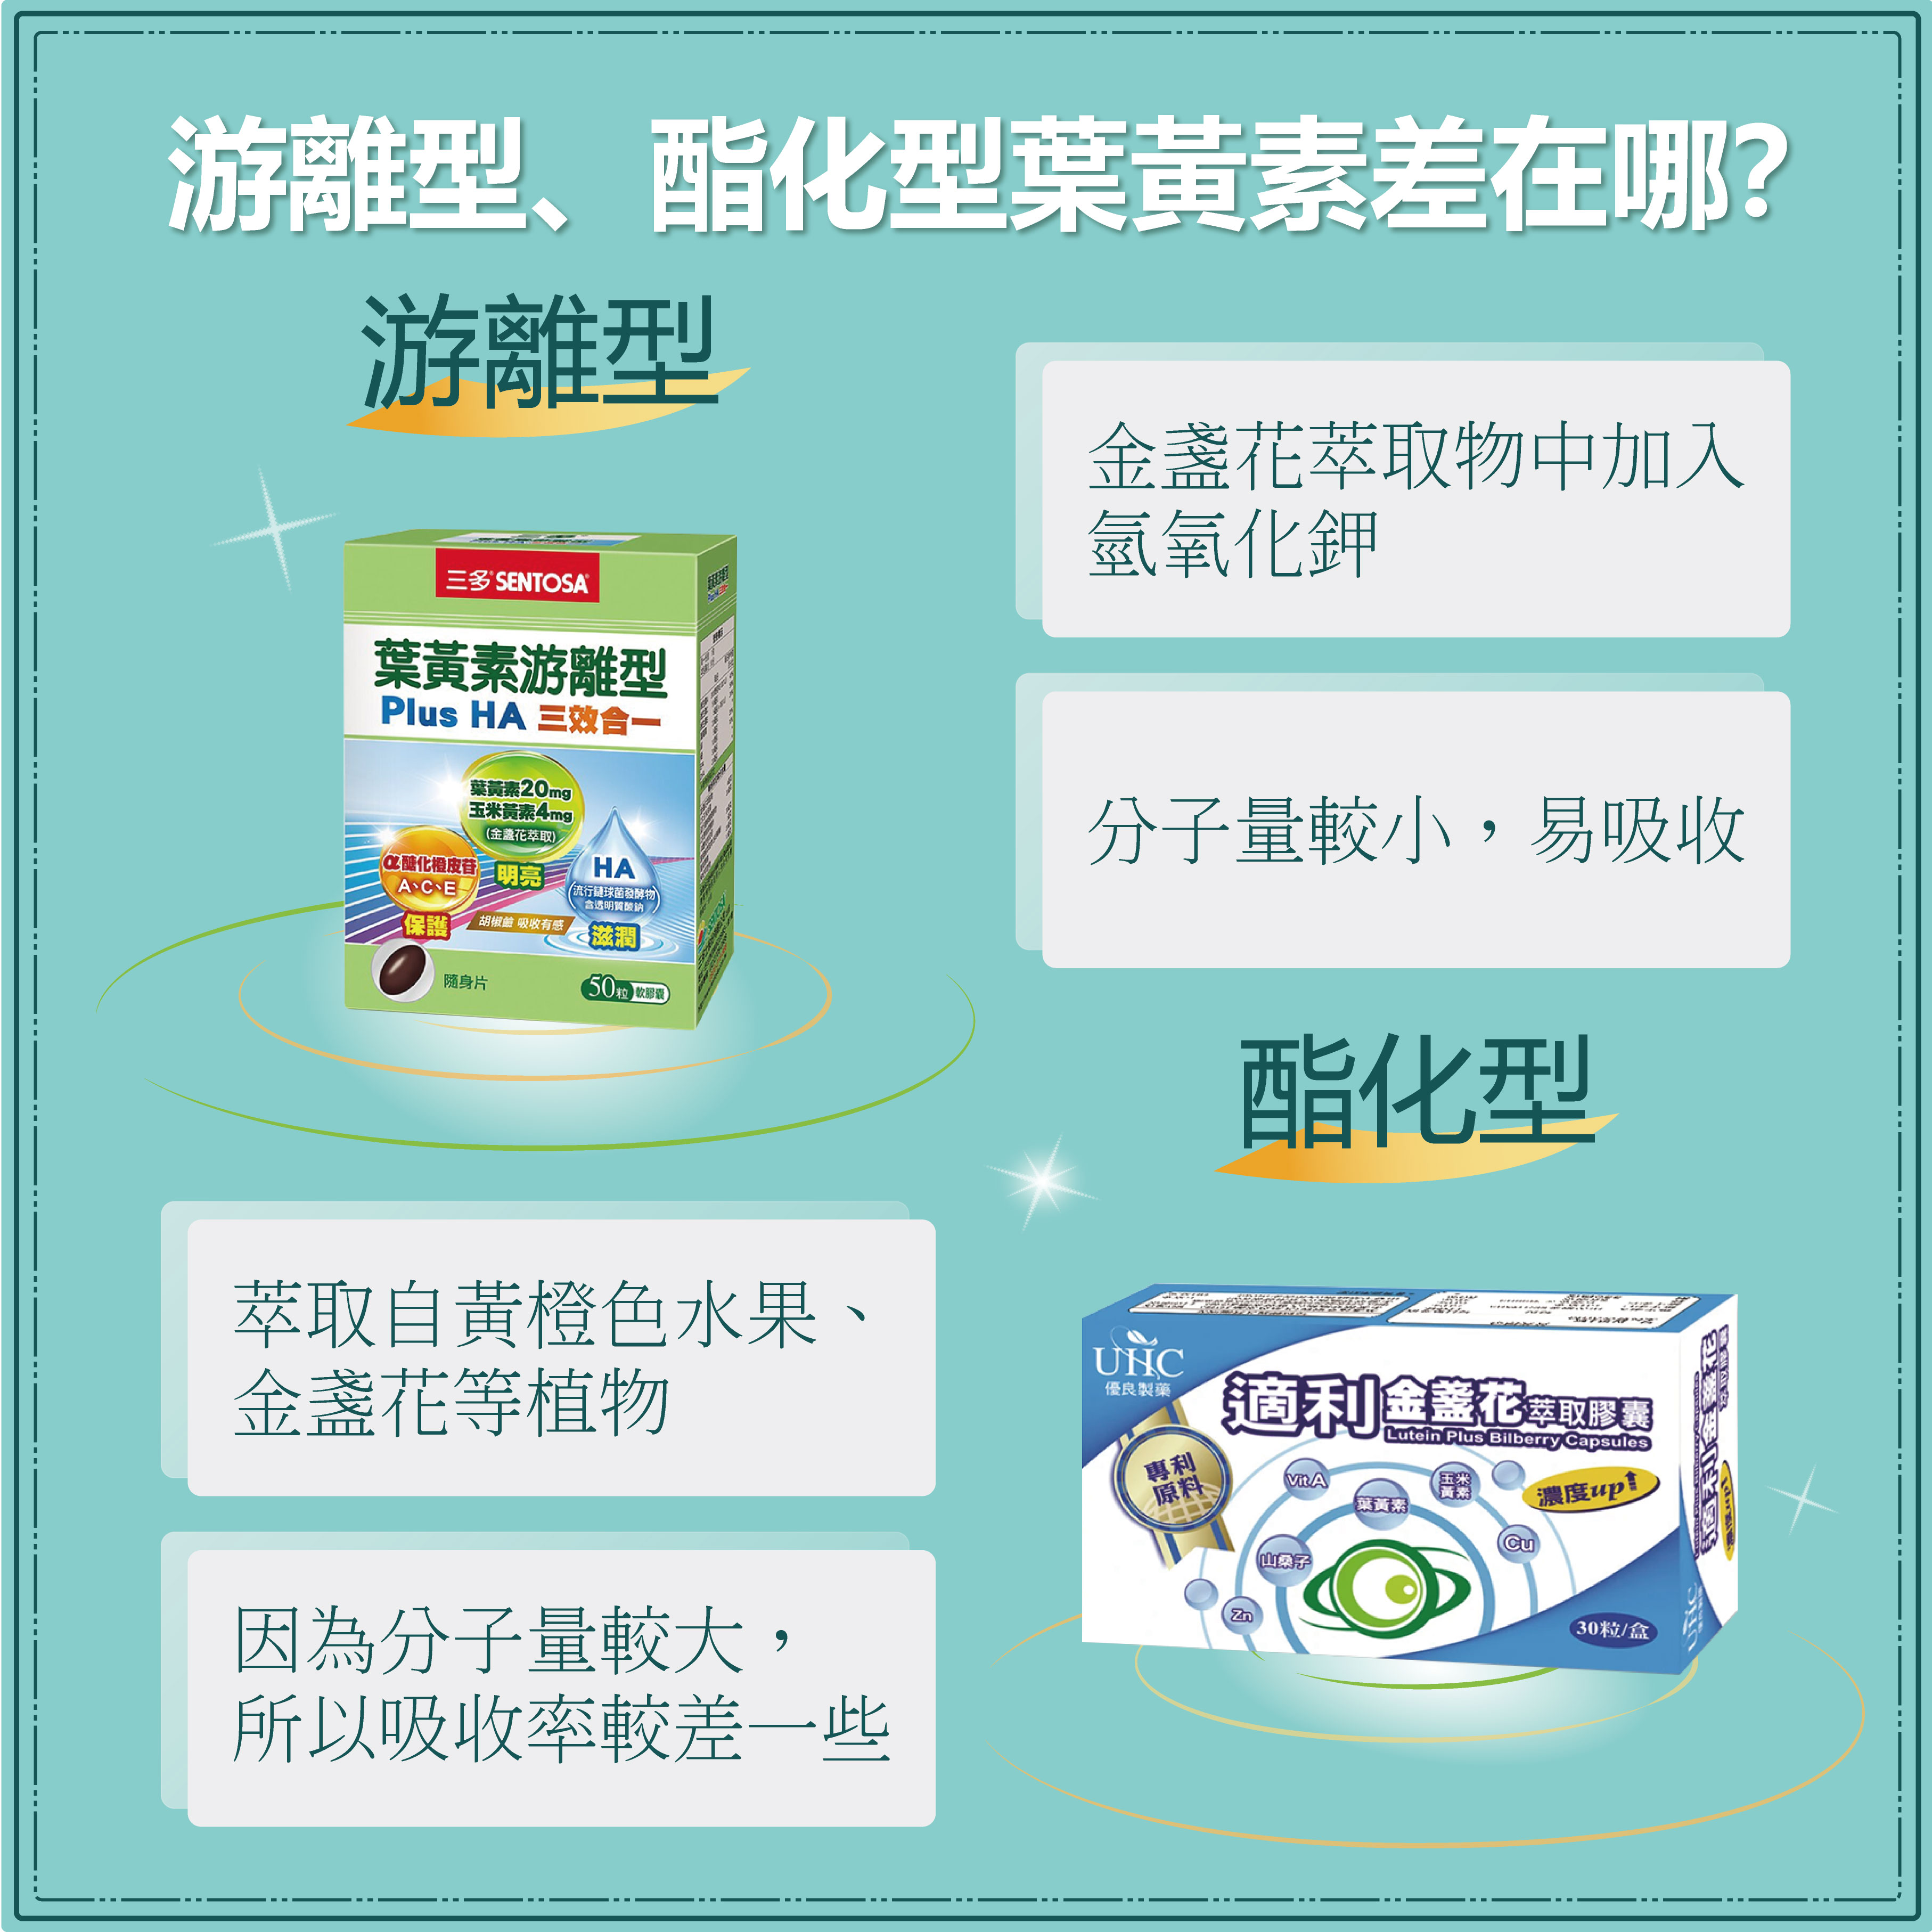 游離型、酯化型葉黃素差在哪?
游離型
金盞花萃取物中加入
氫氧化鉀
分子量較小，易吸收
三多 SENTOSA
葉黃素游離型
Plus HA 三效合一
葉黃素20mg
玉米黃素4mg
(金盞花萃取)
明亮
α醣化橙皮苷
A、C、E
保護
HA
流行鏈球菌發酵物
含透明質酸鈉
滋潤
胡椒鹼 吸收有感
隨身片
50粒 軟膠囊
酯化型
萃取自黃橙色水果、
金盞花等植物
因為分子量較大，
所以吸收率較差一些
UHC
優良製藥
適利金盞花萃取膠囊
Lutein Plus Bilberry Capsules
專利
原料
Vit A
葉黃素
玉米
黃素
濃度up
Cu
山桑子
Zn
30粒/盒
UHC